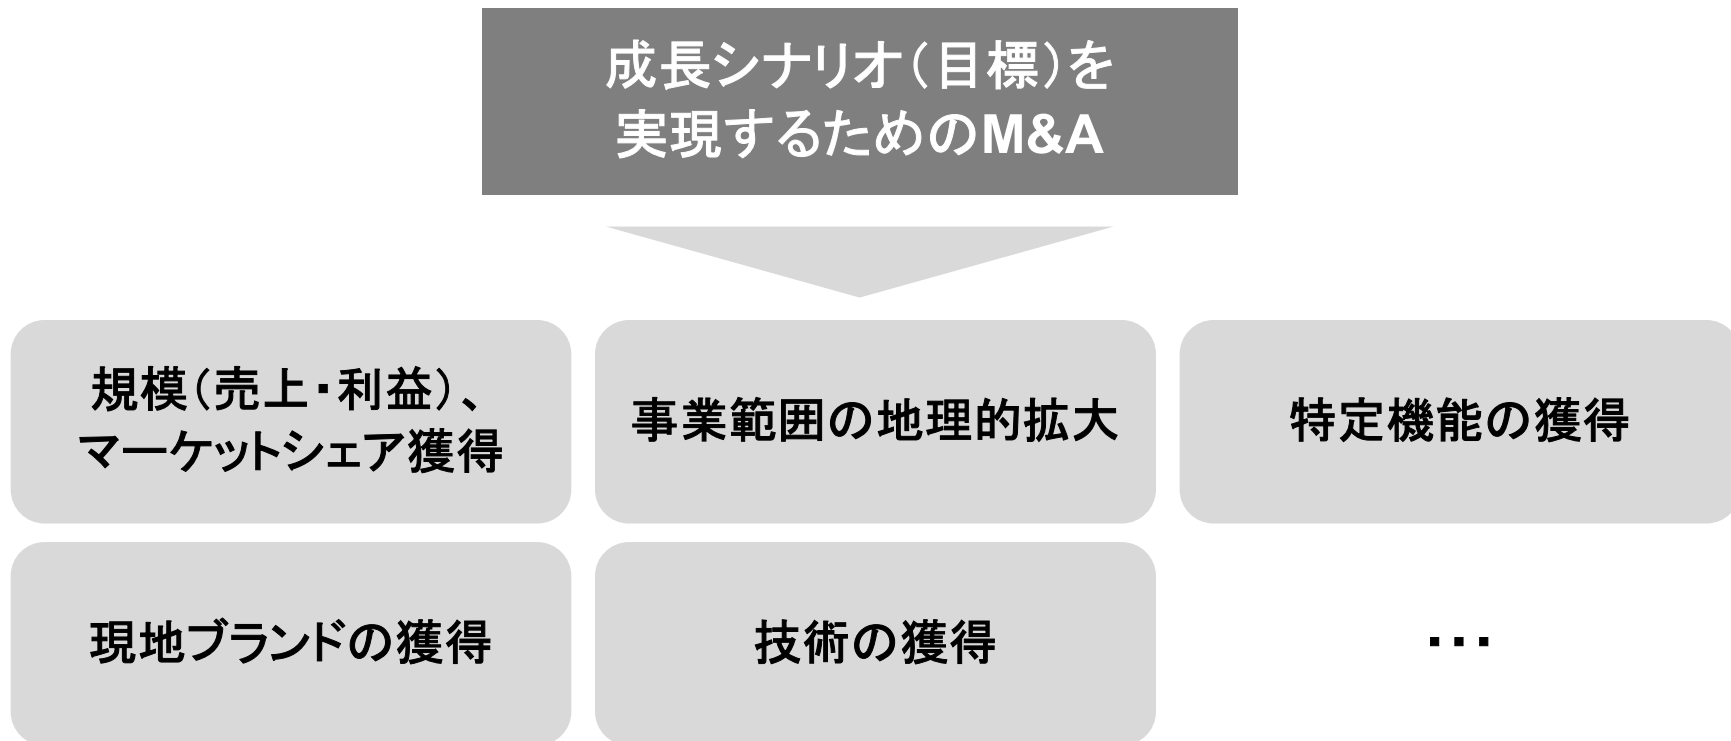 成長シナリオ(目標)を
実現するためのM&A
規模(売上・利益)、
マーケットシェア獲得
事業範囲の地理的拡大
特定機能の獲得
現地ブランドの獲得
技術の獲得
・・・